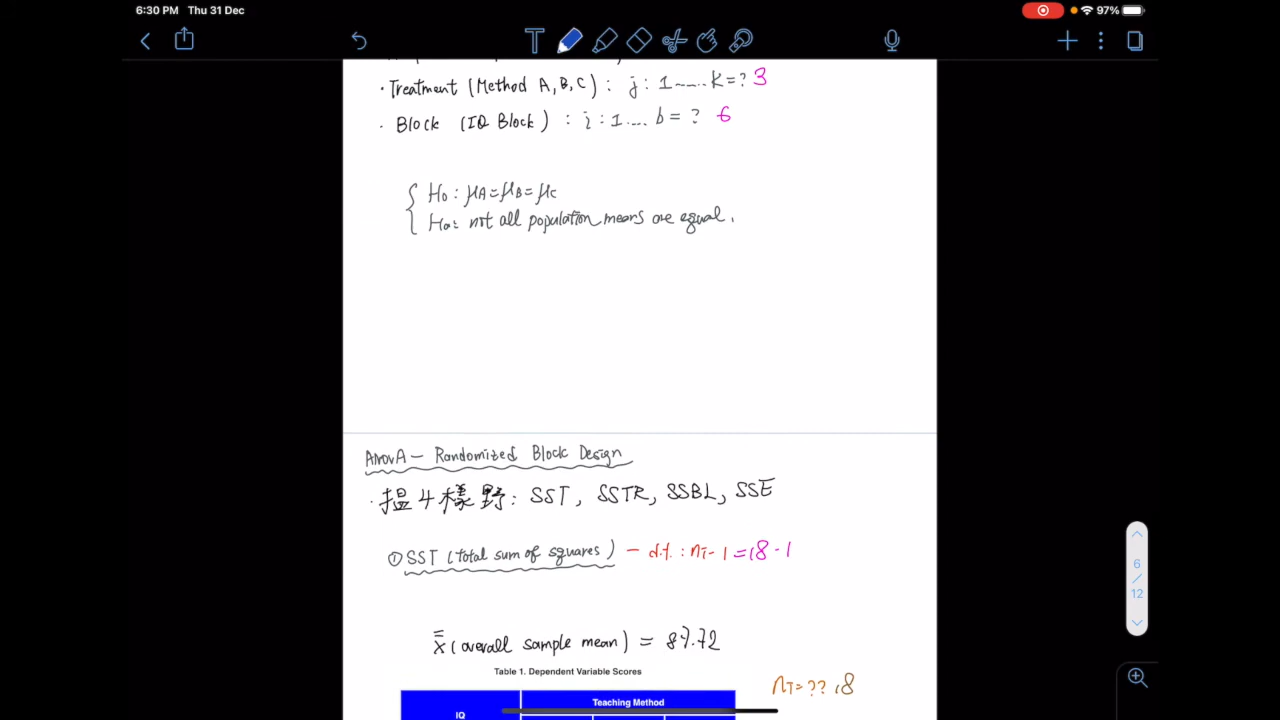 6:30 PM Thu 31 Dec
97%
· Treatment (Method A, B, C) : j : 1 ..... k = ? 3
· Block (IQ Block) : i : 1 .... b = ? 6
H0 : μA = μB = μC
Ha : not all population means are equal.
ANOVA - Randomized Block Design
· 搵 4 樣野 : SST, SSTR, SSBL, SSE
① SST (total sum of squares) - d.f. : nT - 1 = 18 - 1
x̿ (overall sample mean) = 87.72
Table 1. Dependent Variable Scores
nT = ?? 18
Teaching Method
IQ
6
/
12